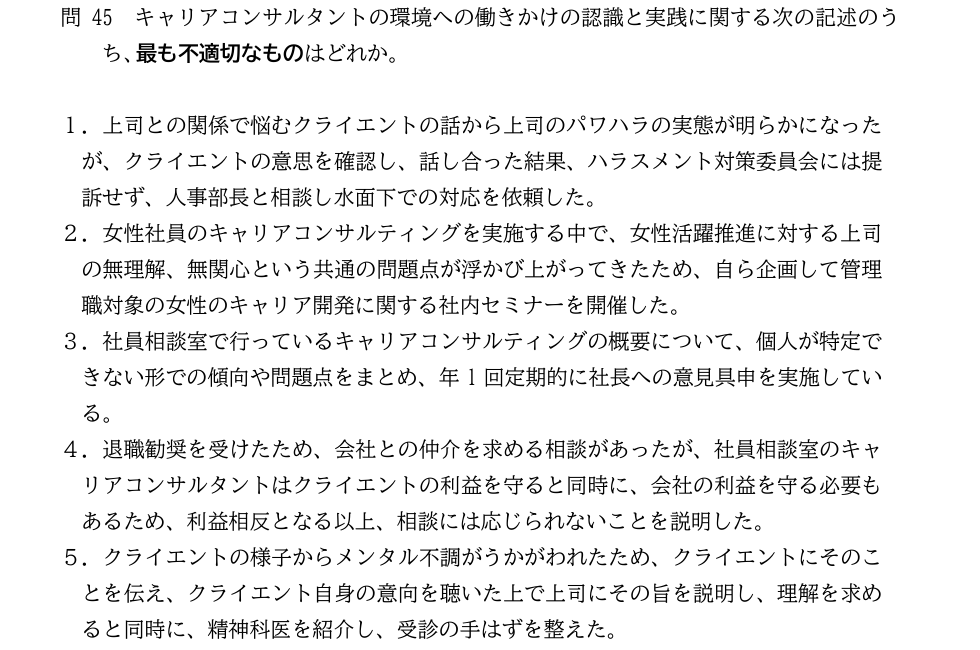 問 45　キャリアコンサルタントの環境への働きかけの認識と実践に関する次の記述のう
ち、最も不適切なものはどれか。
１．上司との関係で悩むクライエントの話から上司のパワハラの実態が明らかになった
が、クライエントの意思を確認し、話し合った結果、ハラスメント対策委員会には提
訴せず、人事部長と相談し水面下での対応を依頼した。
２．女性社員のキャリアコンサルティングを実施する中で、女性活躍推進に対する上司
の無理解、無関心という共通の問題点が浮かび上がってきたため、自ら企画して管理
職対象の女性のキャリア開発に関する社内セミナーを開催した。
３．社員相談室で行っているキャリアコンサルティングの概要について、個人が特定で
きない形での傾向や問題点をまとめ、年 1 回定期的に社長への意見具申を実施してい
る。
４．退職勧奨を受けたため、会社との仲介を求める相談があったが、社員相談室のキャ
リアコンサルタントはクライエントの利益を守ると同時に、会社の利益を守る必要も
あるため、利益相反となる以上、相談には応じられないことを説明した。
５．クライエントの様子からメンタル不調がうかがわれたため、クライエントにそのこ
とを伝え、クライエント自身の意向を聴いた上で上司にその旨を説明し、理解を求め
ると同時に、精神科医を紹介し、受診の手はずを整えた。